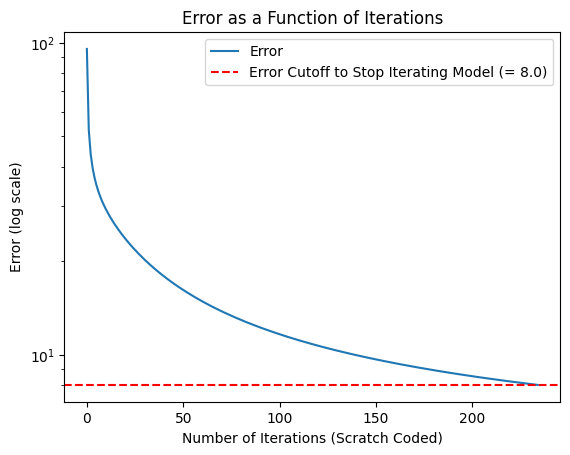 Error as a Function of Iterations
Error
Error Cutoff to Stop Iterating Model (= 8.0)
Error (log scale)
10²
10¹
0 50 100 150 200
Number of Iterations (Scratch Coded)